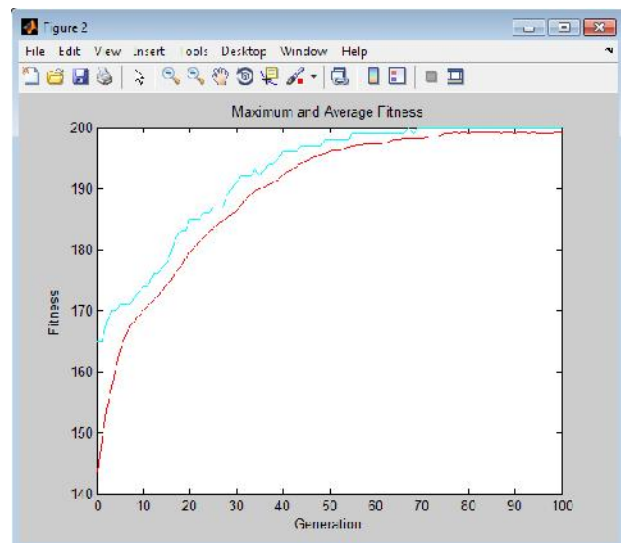 Figure 2
File Edit View Insert Tools Desktop Window Help
Maximum and Average Fitness
200
190
180
170
160
150
140
Fitness
0 10 20 30 40 50 60 70 80 90 100
Generation